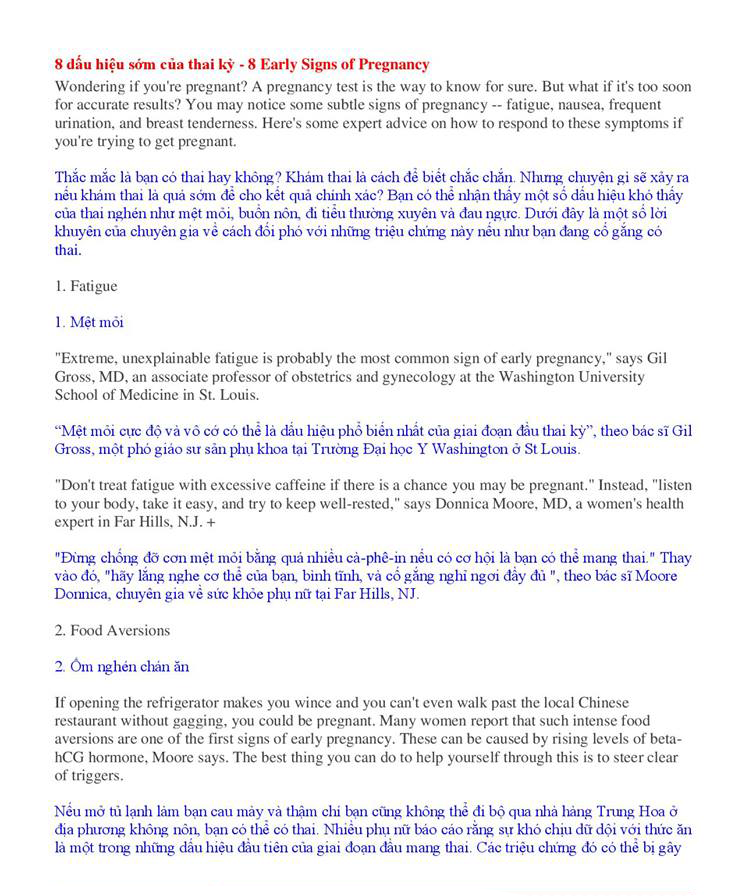 8 dấu hiệu sớm của thai kỳ - 8 Early Signs of Pregnancy
Wondering if you're pregnant? A pregnancy test is the way to know for sure. But what if it's too soon
for accurate results? You may notice some subtle signs of pregnancy -- fatigue, nausea, frequent
urination, and breast tenderness. Here's some expert advice on how to respond to these symptoms if
you're trying to get pregnant.
Thắc mắc là bạn có thai hay không? Khám thai là cách để biết chắc chắn. Nhưng chuyện gì sẽ xảy ra
nếu khám thai là quá sớm để cho kết quả chính xác? Bạn có thể nhận thấy một số dấu hiệu khó thấy
của thai nghén như mệt mỏi, buồn nôn, đi tiểu thường xuyên và đau ngực. Dưới đây là một số lời
khuyên của chuyên gia về cách đối phó với những triệu chứng này nếu như bạn đang cố gắng có
thai.
1. Fatigue
1. Mệt mỏi
"Extreme, unexplainable fatigue is probably the most common sign of early pregnancy," says Gil
Gross, MD, an associate professor of obstetrics and gynecology at the Washington University
School of Medicine in St. Louis.
“Mệt mỏi cực độ và vô cớ có thể là dấu hiệu phổ biến nhất của giai đoạn đầu thai kỳ”, theo bác sĩ Gil
Gross, một phó giáo sư sản phụ khoa tại Trường Đại học Y Washington ở St Louis.
"Don't treat fatigue with excessive caffeine if there is a chance you may be pregnant." Instead, "listen
to your body, take it easy, and try to keep well-rested," says Donnica Moore, MD, a women's health
expert in Far Hills, N.J. +
"Đừng chống đỡ cơn mệt mỏi bằng quá nhiều cà-phê-in nếu có cơ hội là bạn có thể mang thai." Thay
vào đó, "hãy lắng nghe cơ thể của bạn, bình tĩnh, và cố gắng nghỉ ngơi đầy đủ ", theo bác sĩ Moore
Donnica, chuyên gia về sức khỏe phụ nữ tại Far Hills, NJ.
2. Food Aversions
2. Ốm nghén chán ăn
If opening the refrigerator makes you wince and you can't even walk past the local Chinese
restaurant without gagging, you could be pregnant. Many women report that such intense food
aversions are one of the first signs of early pregnancy. These can be caused by rising levels of beta-
hCG hormone, Moore says. The best thing you can do to help yourself through this is to steer clear
of triggers.
Nếu mở tủ lạnh làm bạn cau mày và thậm chí bạn cũng không thể đi bộ qua nhà hàng Trung Hoa ở
địa phương không nôn, bạn có thể có thai. Nhiều phụ nữ báo cáo rằng sự khó chịu dữ dội với thức ăn
là một trong những dấu hiệu đầu tiên của giai đoạn đầu mang thai. Các triệu chứng đó có thể bị gây